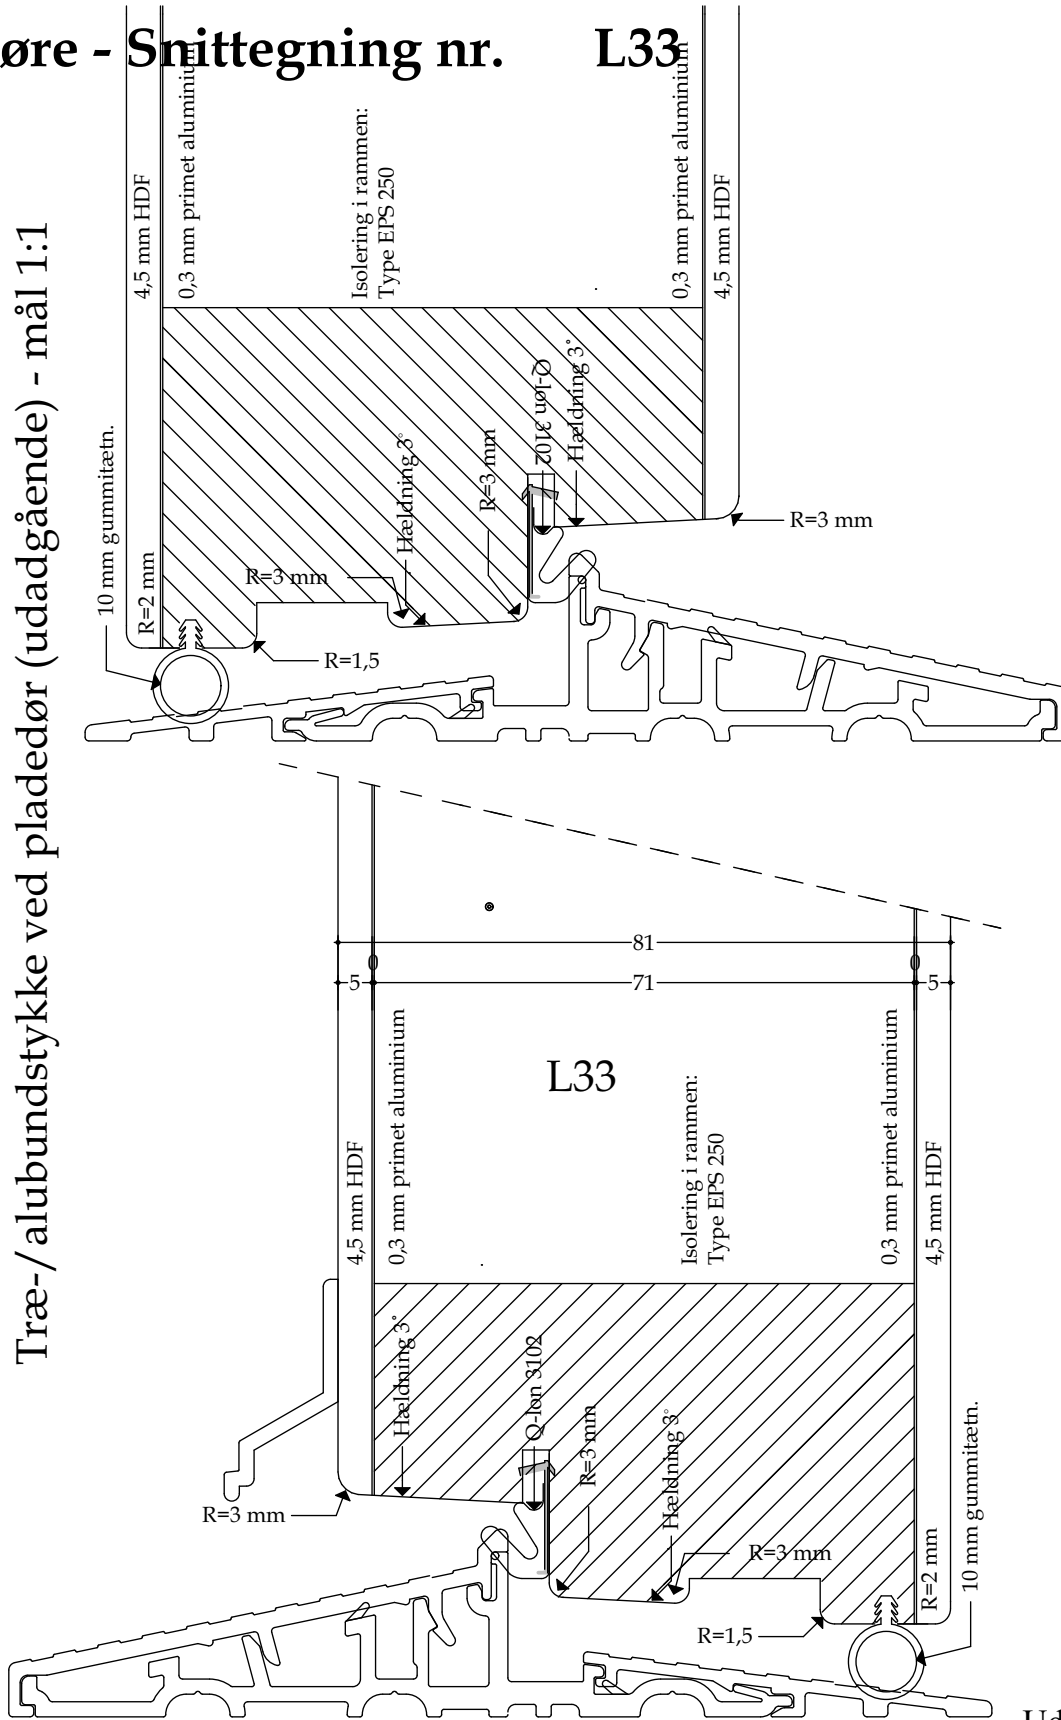 øre - Snittegning nr. L33
Træ-/alubundstykke ved pladedør (udadgående) - mål 1:1
4,5 mm HDF
0,3 mm primet aluminium
Isolering i rammen:
Type EPS 250
0,3 mm primet aluminium
4,5 mm HDF
10 mm gummitætn.
R=2 mm
R=3 mm
Hældning 3°
R=3 mm
Q-lon 3102
Hældning 3°
R=3 mm
R=1,5
81
0
0
5
71
5
L33
4,5 mm HDF
0,3 mm primet aluminium
Isolering i rammen:
Type EPS 250
0,3 mm primet aluminium
4,5 mm HDF
Hældning 3°
Q-lon 3102
R=3 mm
Hældning 3°
R=3 mm
R=3 mm
R=2 mm
10 mm gummitætn.
R=1,5